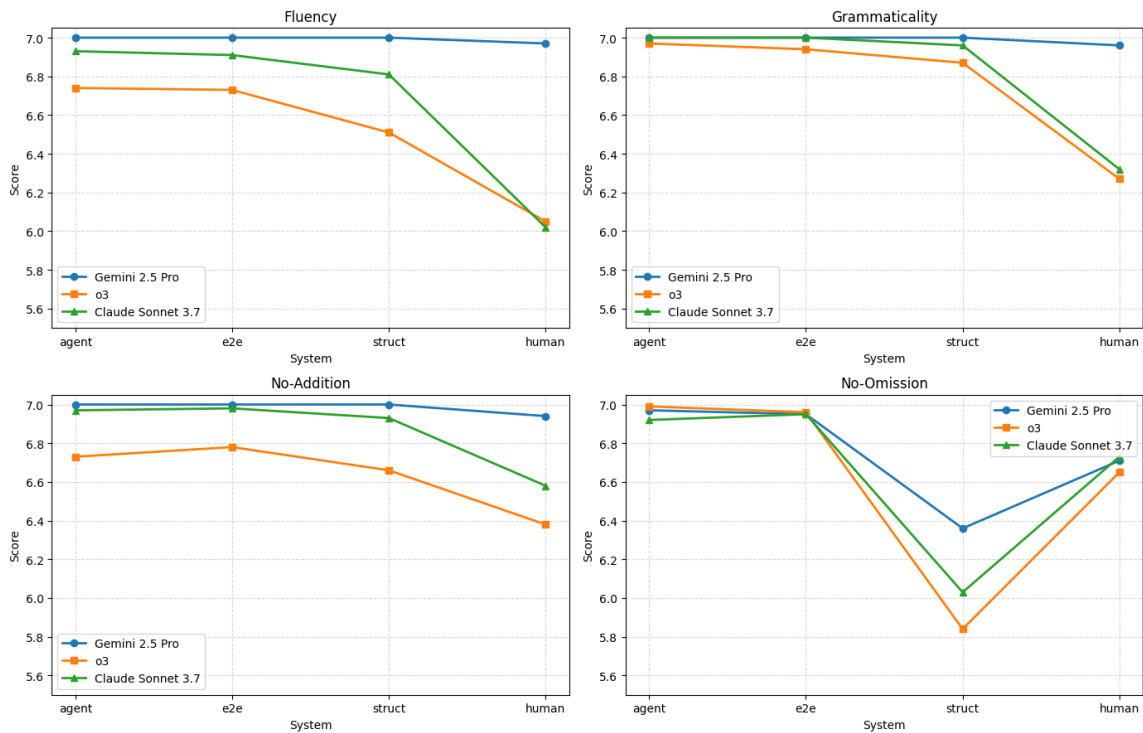 Fluency
7.0
6.8
6.6
6.4
6.2
6.0
5.8
5.6
Score
Gemini 2.5 Pro
o3
Claude Sonnet 3.7
agent
e2e
struct
human
System
Grammaticality
7.0
6.8
6.6
6.4
6.2
6.0
5.8
5.6
Score
Gemini 2.5 Pro
o3
Claude Sonnet 3.7
agent
e2e
struct
human
System
No-Addition
7.0
6.8
6.6
6.4
6.2
6.0
5.8
5.6
Score
Gemini 2.5 Pro
o3
Claude Sonnet 3.7
agent
e2e
struct
human
System
No-Omission
7.0
6.8
6.6
6.4
6.2
6.0
5.8
5.6
Score
Gemini 2.5 Pro
o3
Claude Sonnet 3.7
agent
e2e
struct
human
System